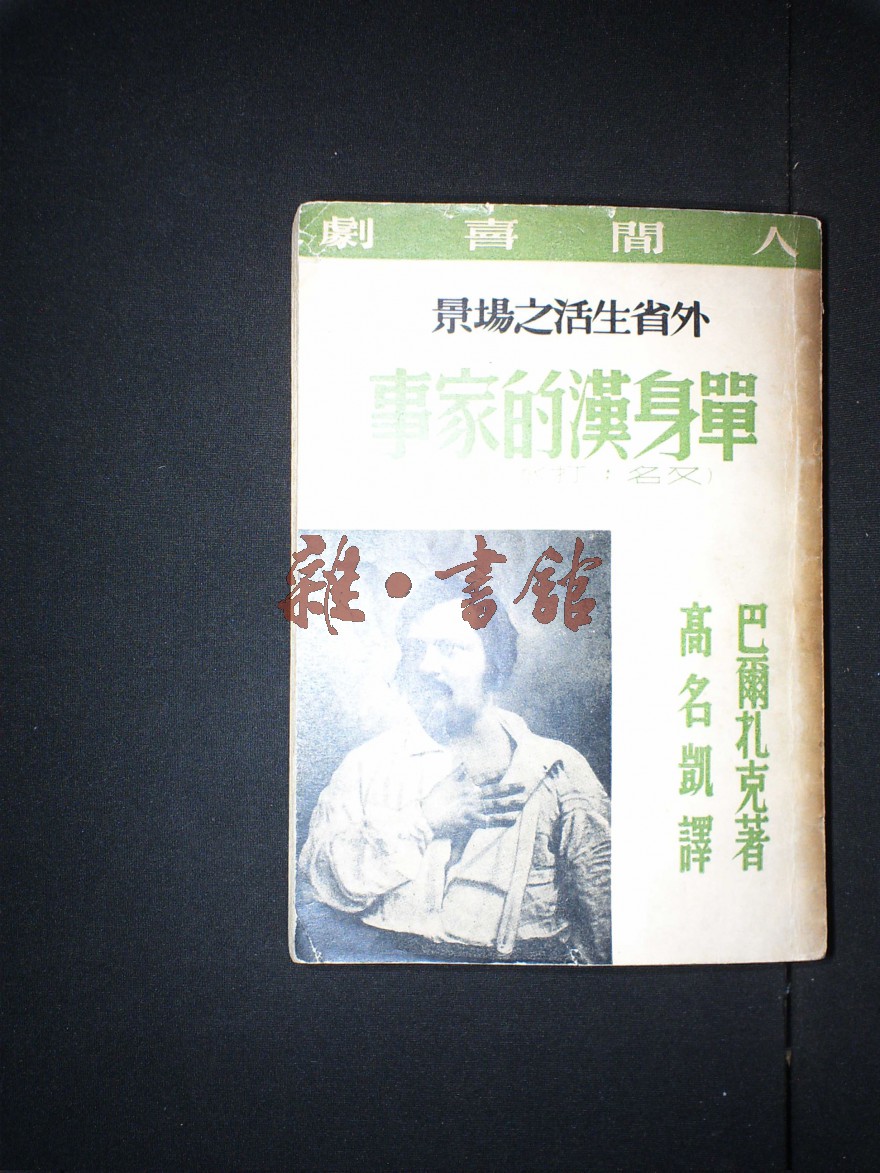 人間喜劇
外省生活之場景
單身漢的家事
(又名：打
巴爾扎克著
高名凱譯
雜·書館